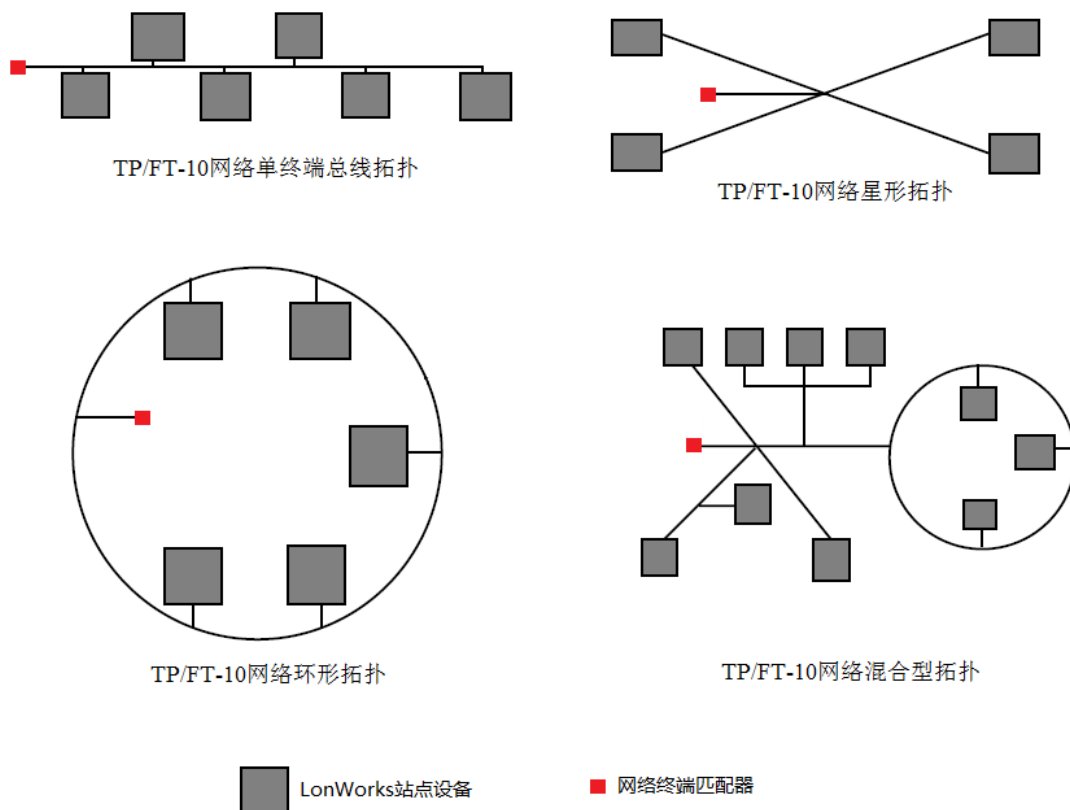 TP/FT-10网络单终端总线拓扑
TP/FT-10网络星形拓扑
TP/FT-10网络环形拓扑
TP/FT-10网络混合型拓扑
LonWorks站点设备
网络终端匹配器